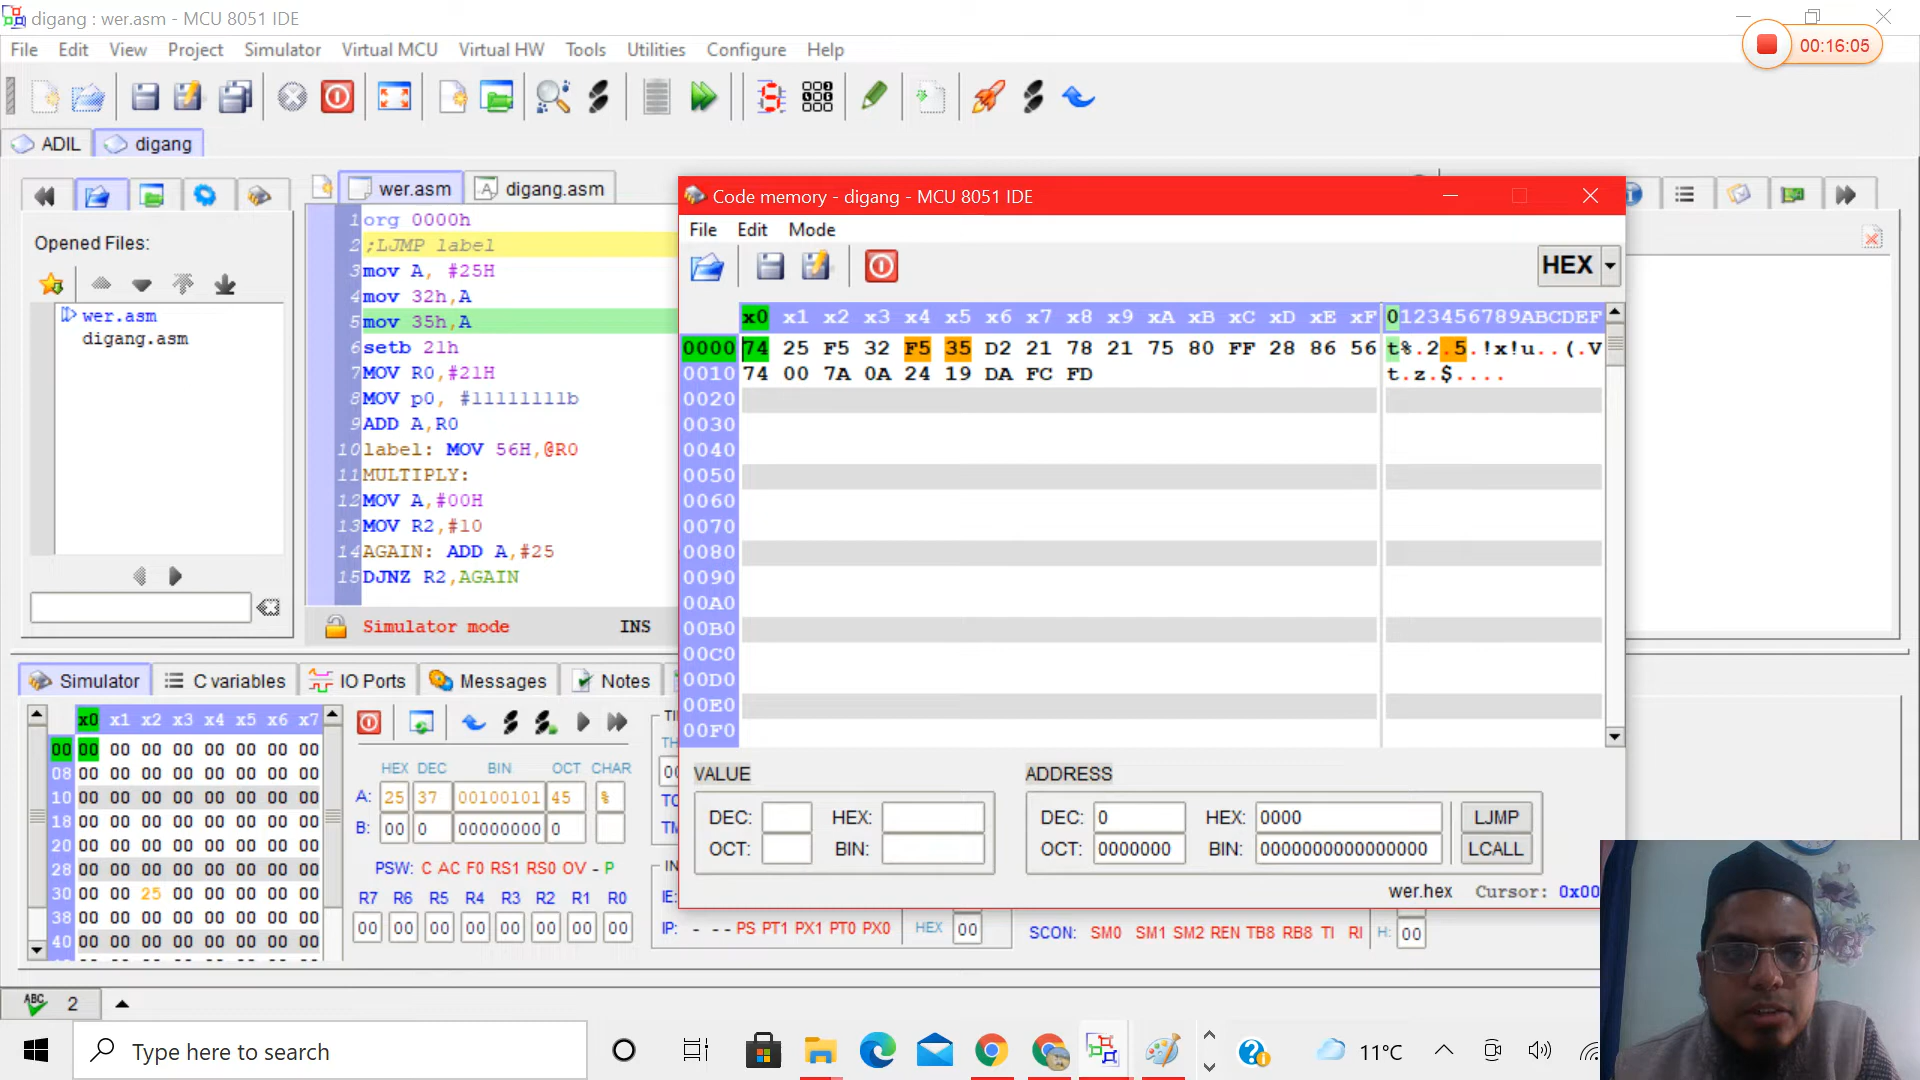 digang : wer.asm - MCU 8051 IDE
00:16:05
File Edit View Project Simulator Virtual MCU Virtual HW Tools Utilities Configure Help
ADIL digang
Opened Files:
wer.asm
digang.asm
wer.asm digang.asm
1 org 0000h
2 ;LJMP label
3 mov A, #25H
4 mov 32h,A
5 mov 35h,A
6 setb 21h
7 MOV R0,#21H
8 MOV p0, #11111111b
9 ADD A,R0
10 label: MOV 56H,@R0
11 MULTIPLY:
12 MOV A,#00H
13 MOV R2,#10
14 AGAIN: ADD A,#25
15 DJNZ R2,AGAIN
Simulator mode INS
Code memory - digang - MCU 8051 IDE
File Edit Mode
HEX
x0 x1 x2 x3 x4 x5 x6 x7 x8 x9 xA xB xC xD xE xF 0123456789ABCDEF
0000 74 25 F5 32 F5 35 D2 21 78 21 75 80 FF 28 86 56 t%.2.5.!x!u..(.V
0010 74 00 7A 0A 24 19 DA FC FD t.z.$....
0020
0030
0040
0050
0060
0070
0080
0090
00A0
00B0
00C0
00D0
00E0
00F0
VALUE
DEC: HEX:
OCT: BIN:
ADDRESS
DEC: 0 HEX: 0000 LJMP
OCT: 0000000 BIN: 0000000000000000 LCALL
wer.hex Cursor: 0x00
Simulator C variables IO Ports Messages Notes
x0 x1 x2 x3 x4 x5 x6 x7
00 00 00 00 00 00 00 00 00
08 00 00 00 00 00 00 00 00
10 00 00 00 00 00 00 00 00
18 00 00 00 00 00 00 00 00
20 00 00 00 00 00 00 00 00
28 00 00 00 00 00 00 00 00
30 00 00 25 00 00 00 00 00
38 00 00 00 00 00 00 00 00
40 00 00 00 00 00 00 00 00
HEX DEC BIN OCT CHAR
A: 25 37 00100101 45 %
B: 00 0 00000000 0
PSW: C AC F0 RS1 RS0 OV - P
R7 R6 R5 R4 R3 R2 R1 R0
00 00 00 00 00 00 00 00
IE:
IP: - - - PS PT1 PX1 PT0 PX0 HEX 00
SCON: SM0 SM1 SM2 REN TB8 RB8 TI RI H: 00
ABC 2
Type here to search
11°C